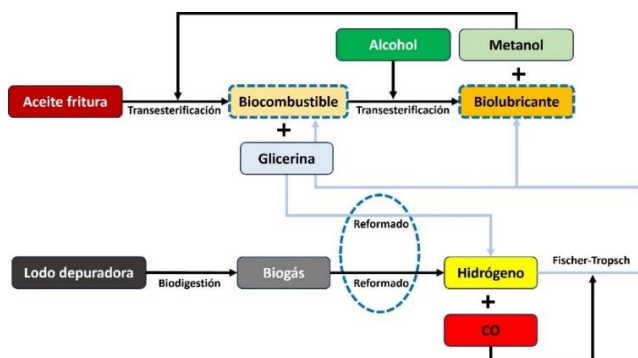 Alcohol
Metanol
+
Aceite fritura
Transesterificación
Biocombustible
Transesterificación
Biolubricante
+
Glicerina
Reformado
Lodo depuradora
Biodigestión
Biogás
Reformado
Hidrógeno
Fischer-Tropsch
+
CO